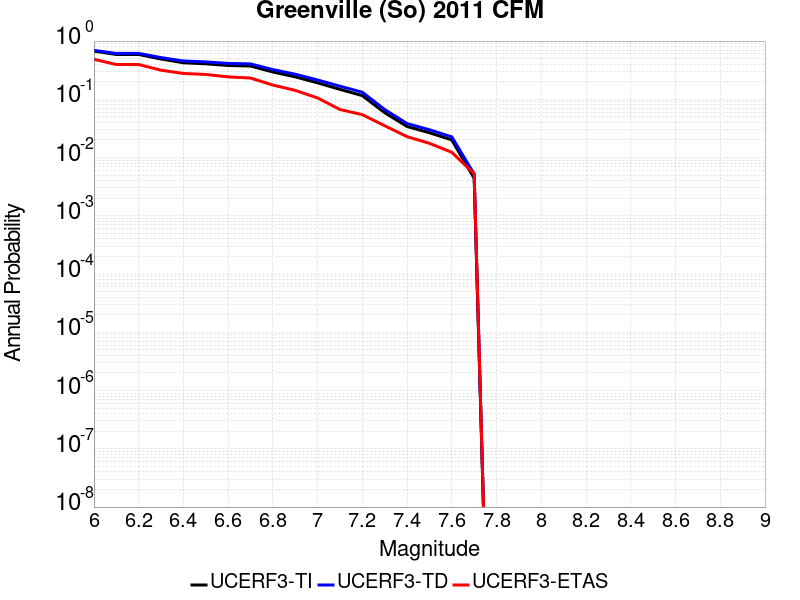 Greenville (So) 2011 CFM
10^0
10^-1
10^-2
10^-3
10^-4
10^-5
10^-6
10^-7
10^-8
Annual Probability
6 6.2 6.4 6.6 6.8 7 7.2 7.4 7.6 7.8 8 8.2 8.4 8.6 8.8 9
Magnitude
UCERF3-TI UCERF3-TD UCERF3-ETAS